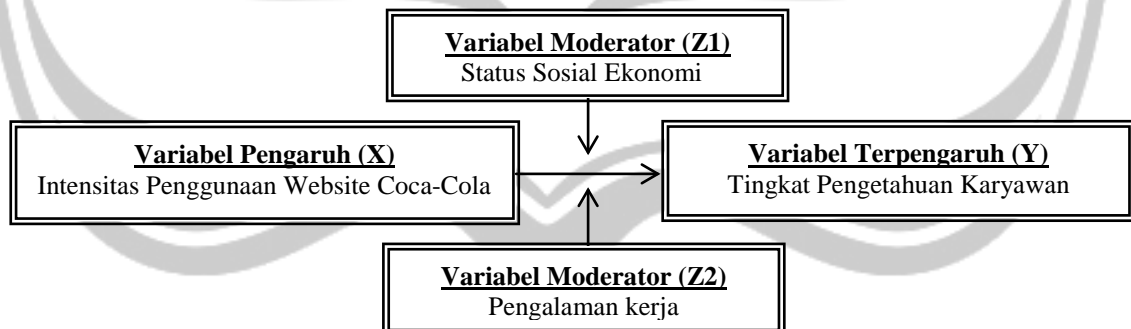 Variabel Moderator (Z1)
Status Sosial Ekonomi
Variabel Pengaruh (X)
Intensitas Penggunaan Website Coca-Cola
Variabel Terpengaruh (Y)
Tingkat Pengetahuan Karyawan
Variabel Moderator (Z2)
Pengalaman kerja